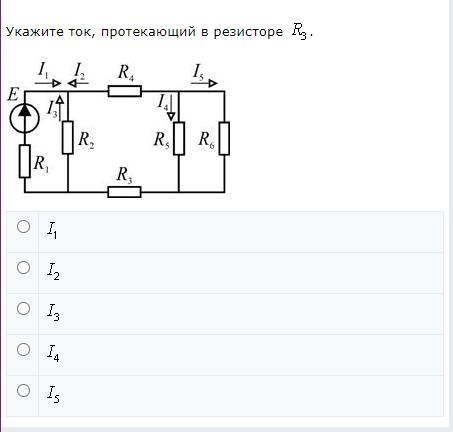 Укажите ток, протекающий в резисторе R₃.
I₁ I₂ R₄ I₅
E I₃ I₄
R₂ R₅ R₆
R₁ R₃
I₁
I₂
I₃
I₄
I₅